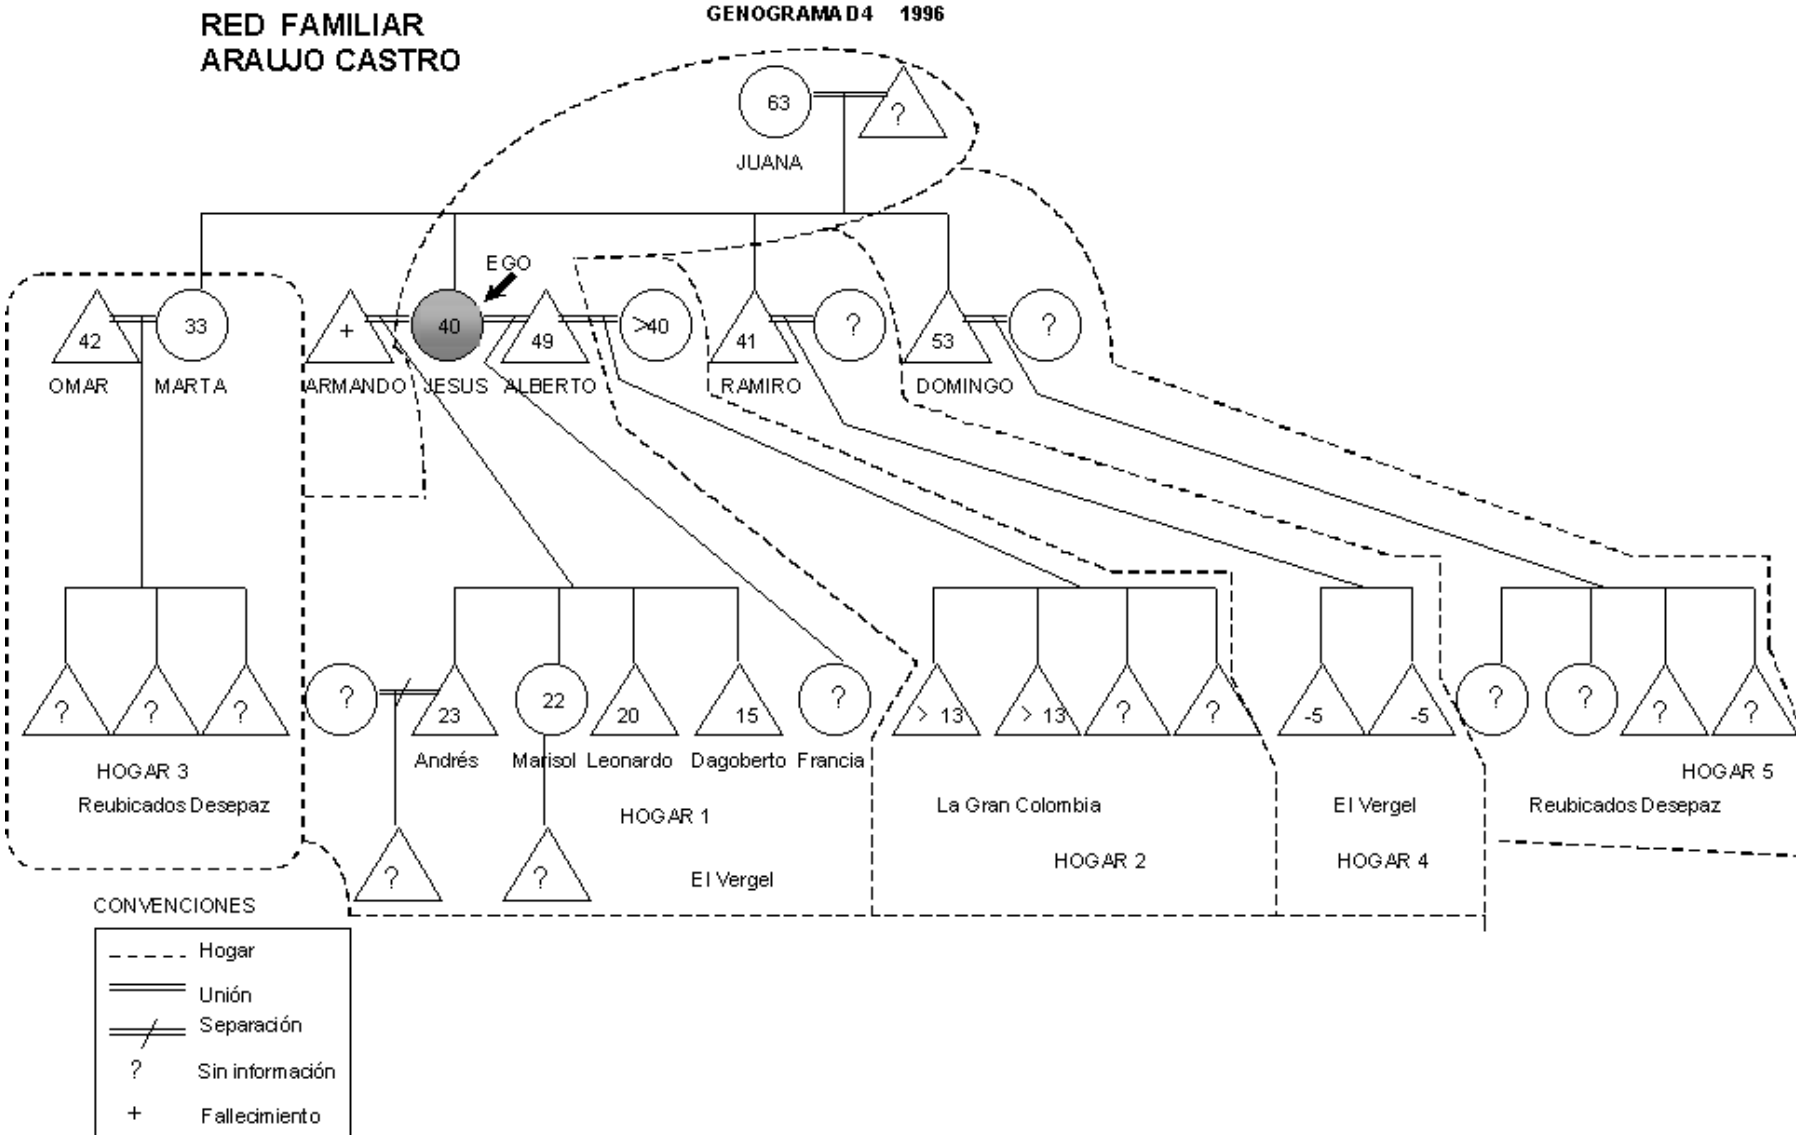 RED FAMILIAR
ARAUJO CASTRO
GENOGRAMA D4 1996
63
?
JUANA
EGO
42
33
+
40
49
>40
41
?
53
?
OMAR
MARTA
ARMANDO
JESUS
ALBERTO
RAMIRO
DOMINGO
?
?
?
?
23
22
20
15
?
> 13
> 13
?
?
-5
-5
?
?
?
?
Andrés
Marisol
Leonardo
Dagoberto
Francia
HOGAR 3
Reubicados Desepaz
HOGAR 1
El Vergel
?
?
La Gran Colombia
HOGAR 2
El Vergel
HOGAR 4
HOGAR 5
Reubicados Desepaz
CONVENCIONES
Hogar
Unión
Separación
? Sin información
+ Fallecimiento